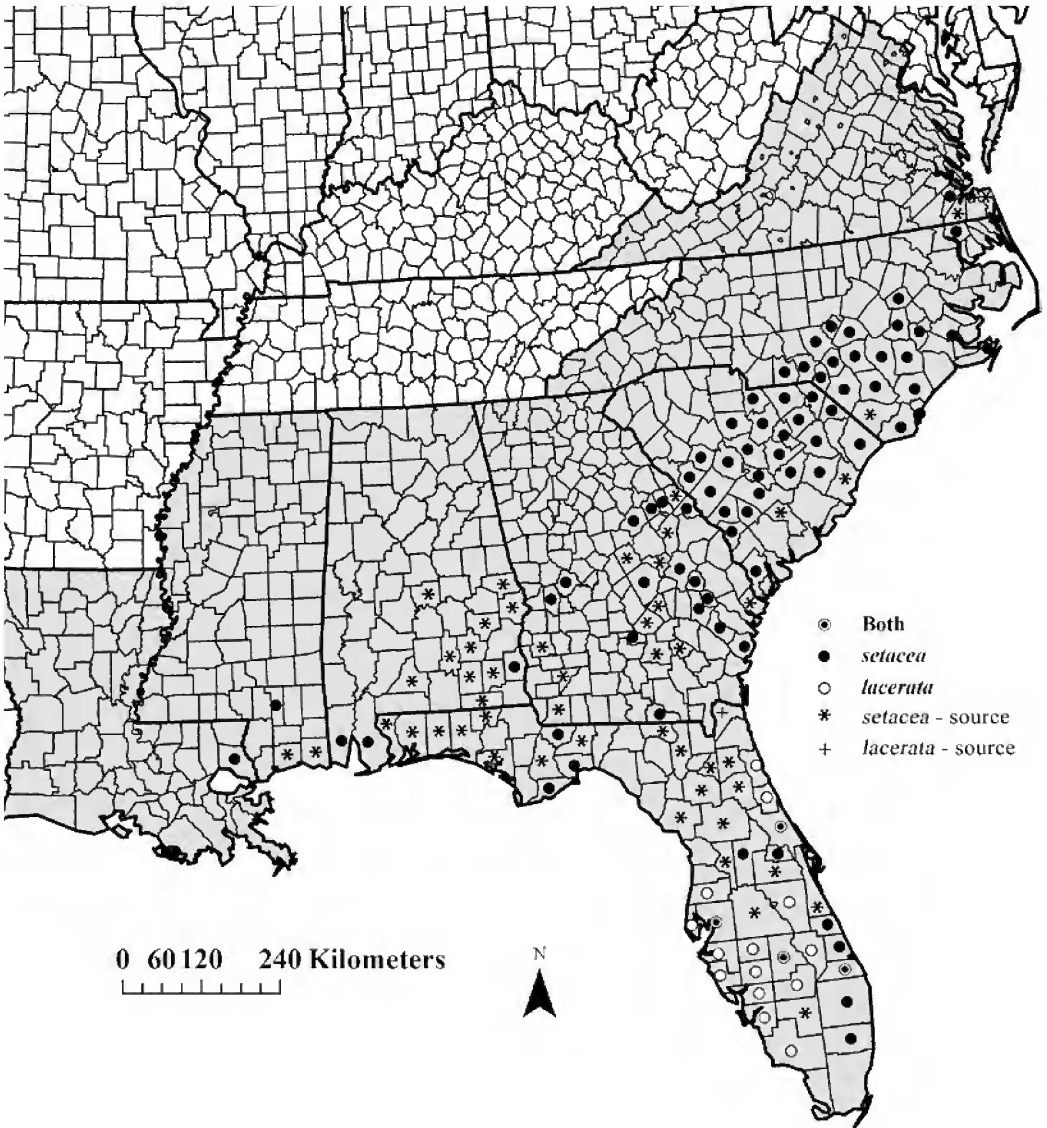 Both
setacea
lacerata
setacea - source
lacerata - source
0 60 120 240 Kilometers
N